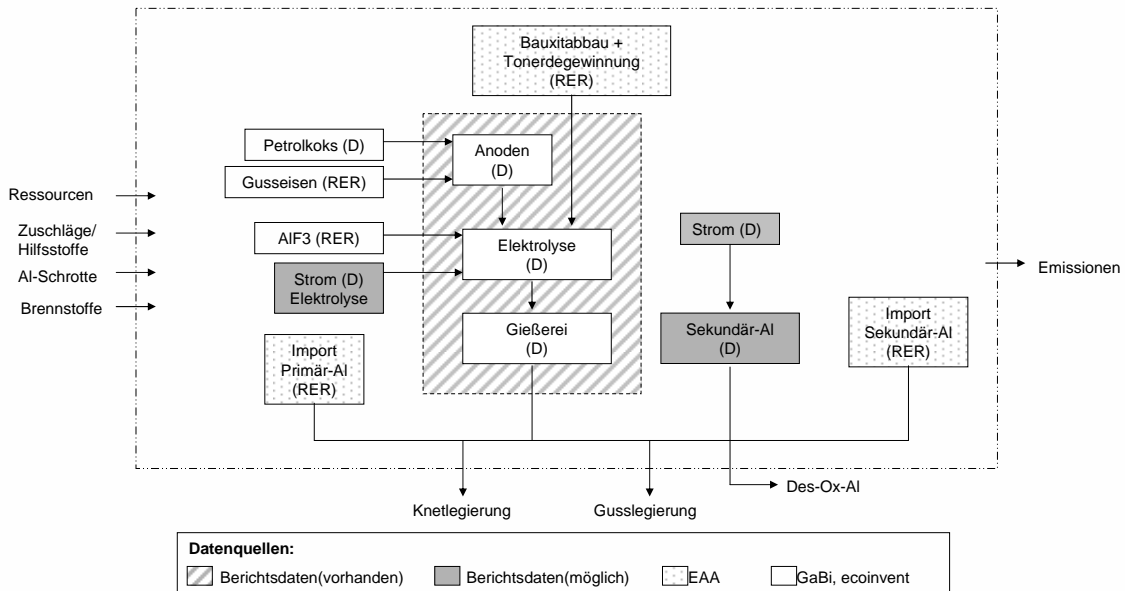 Bauxitabbau +
Tonerdegewinnung
(RER)
Petrolkoks (D)
Anoden
(D)
Gusseisen (RER)
Ressourcen
Zuschläge/
Hilfsstoffe
Al-Schrotte
Brennstoffe
AlF3 (RER)
Elektrolyse
(D)
Strom (D)
Strom (D)
Elektrolyse
Emissionen
Gießerei
(D)
Sekundär-Al
(D)
Import
Sekundär-Al
(RER)
Import
Primär-Al
(RER)
Des-Ox-Al
Knetlegierung
Gusslegierung
Datenquellen:
Berichtsdaten(vorhanden)
Berichtsdaten(möglich)
EAA
GaBi, ecoinvent